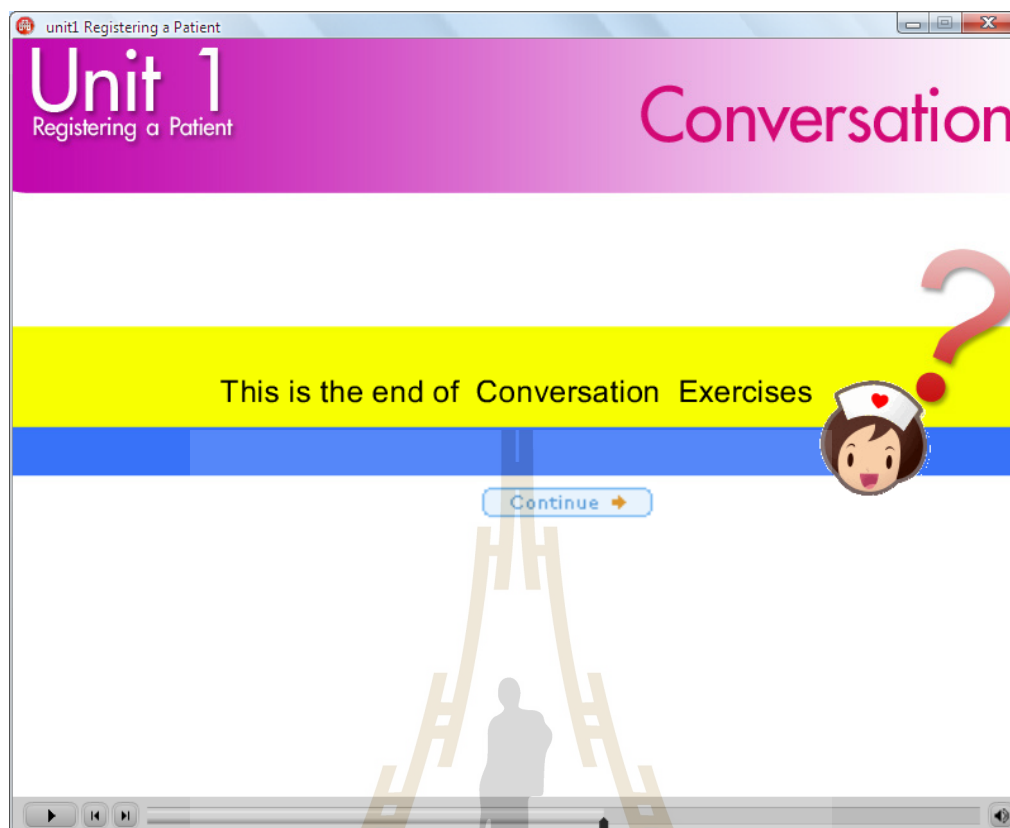 unit1 Registering a Patient
Unit 1
Registering a Patient
Conversation
This is the end of Conversation Exercises
Continue